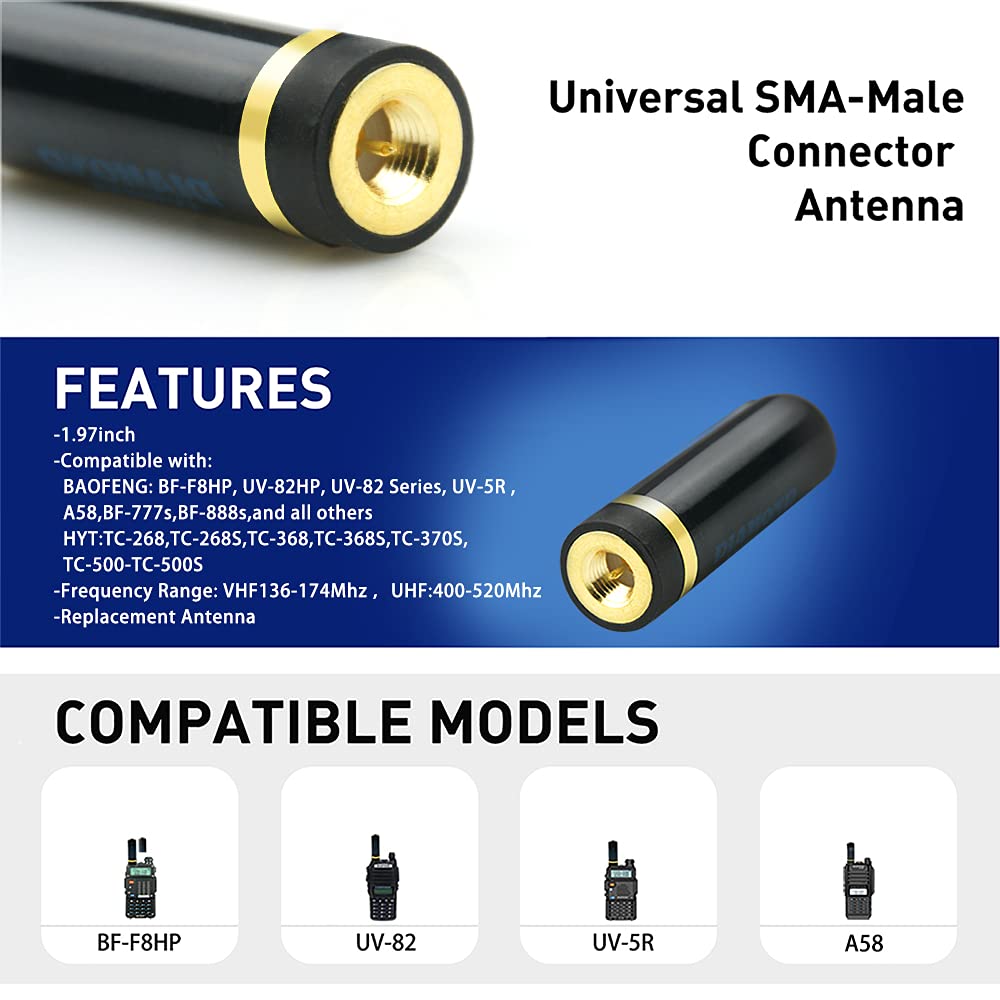 Universal SMA-Male
Connector
Antenna
DIAMOND
FEATURES
-1.97inch
-Compatible with:
BAOFENG: BF-F8HP, UV-82HP, UV-82 Series, UV-5R ,
A58,BF-777s,BF-888s,and all others
HYT:TC-268,TC-268S,TC-368,TC-368S,TC-370S,
TC-500-TC-500S
-Frequency Range: VHF136-174Mhz ,  UHF:400-520Mhz
-Replacement Antenna
DIAMOND
COMPATIBLE MODELS
BF-F8HP
UV-82
UV-5R
A58